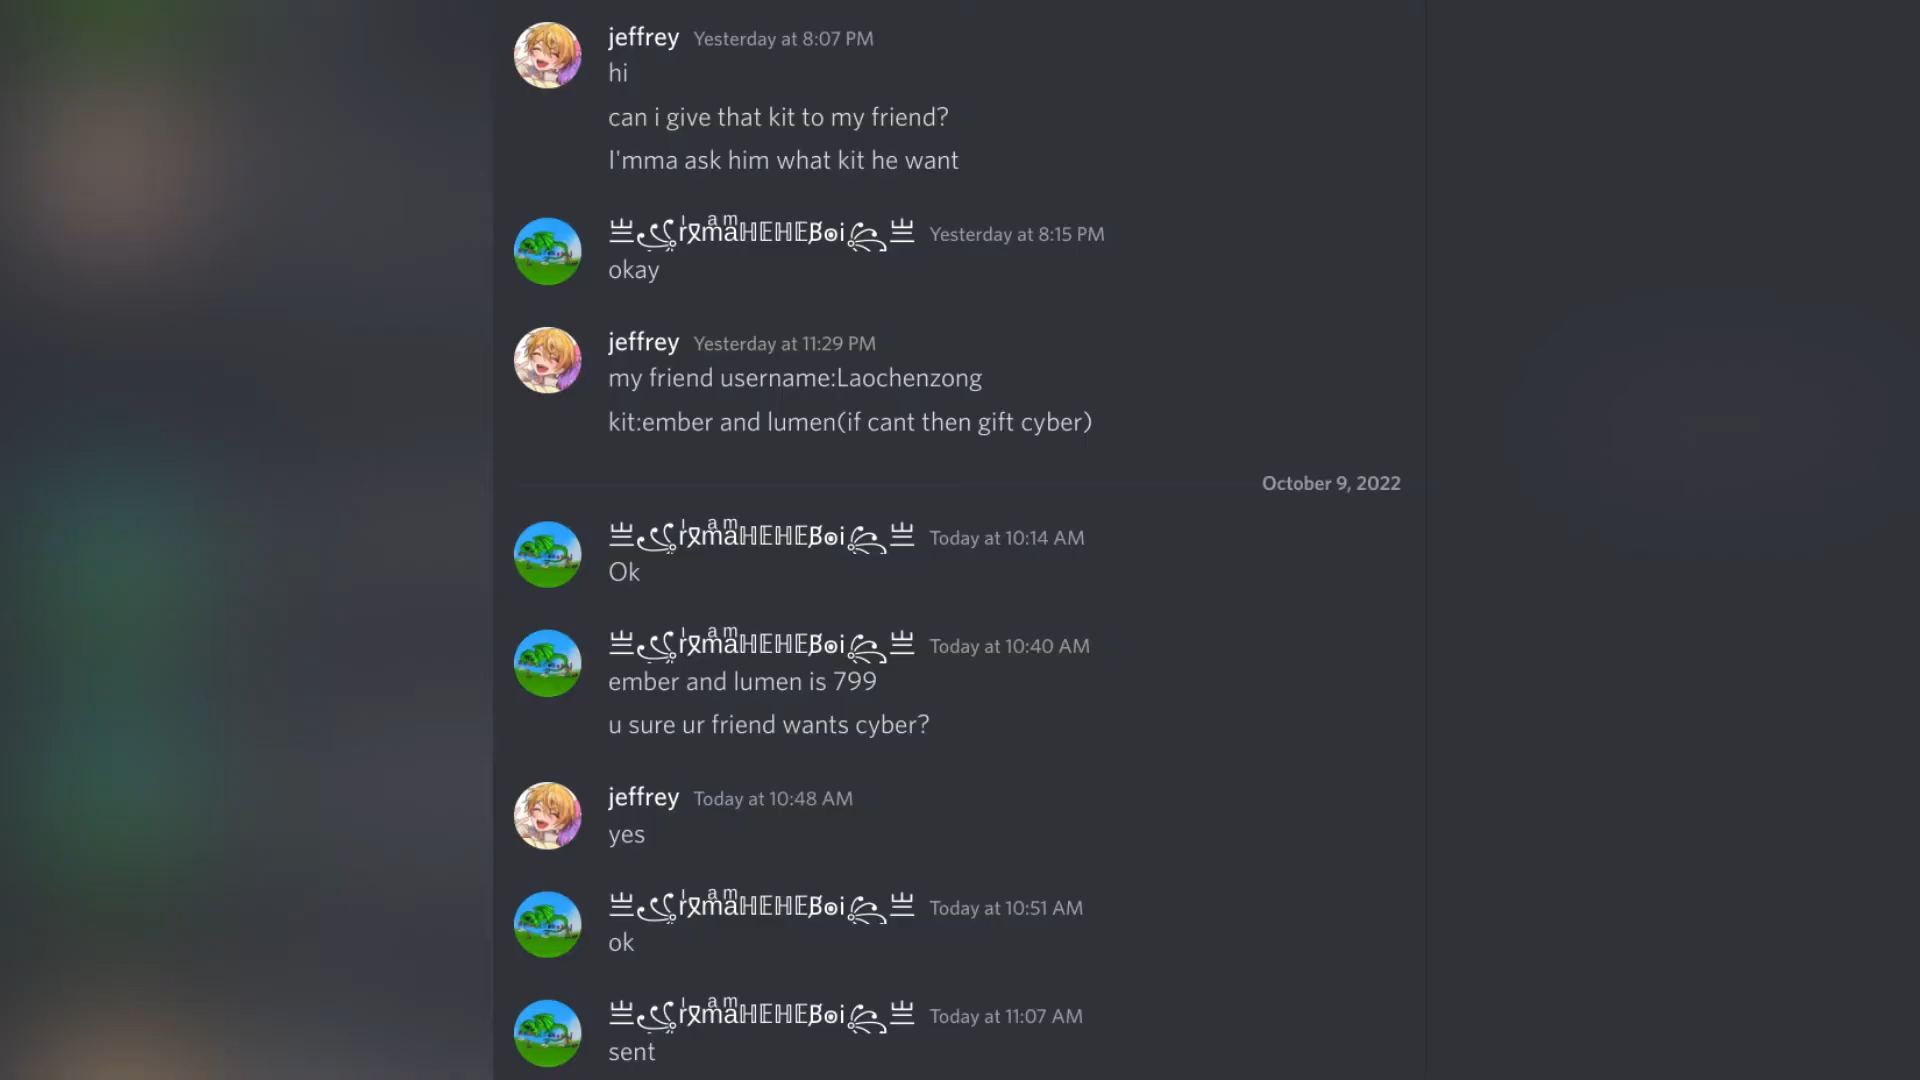 jeffrey Yesterday at 8:07 PM
hi
can i give that kit to my friend?
I'mma ask him what kit he want
Yesterday at 8:15 PM
okay
jeffrey Yesterday at 11:29 PM
my friend username:Laochenzong
kit:ember and lumen(if cant then gift cyber)
October 9, 2022
Today at 10:14 AM
Ok
Today at 10:40 AM
ember and lumen is 799
u sure ur friend wants cyber?
jeffrey Today at 10:48 AM
yes
Today at 10:51 AM
ok
Today at 11:07 AM
sent